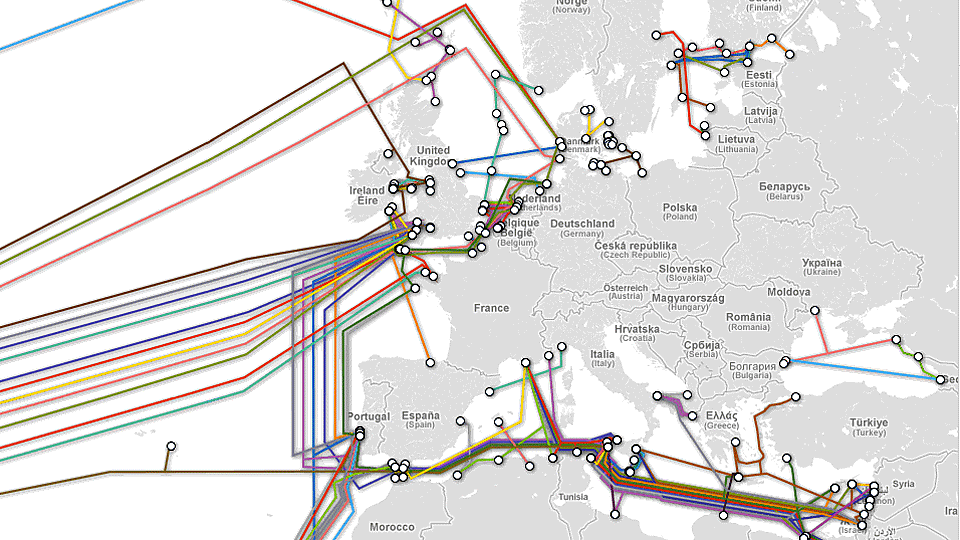 Norge
(Norway)
Suomi
(Finland)
Eesti
(Estonia)
Latvija
(Latvia)
Lietuva
(Lithuania)
Danmark
(Denmark)
United
Kingdom
Ireland
Éire
Nederland
(Netherlands)
België
(Belgium)
Deutschland
(Germany)
Polska
(Poland)
Беларусь
(Belarus)
Česká republika
(Czech Republic)
Україна
(Ukraine)
Slovensko
(Slovakia)
Österreich
(Austria)
Magyarország
(Hungary)
Moldova
France
România
(Romania)
Hrvatska
(Croatia)
Србија
(Serbia)
Italia
(Italy)
България
(Bulgaria)
Portugal
España
(Spain)
Ελλάς
(Greece)
Türkiye
(Turkey)
Tunisia
Syria
Morocco
(Israel)
الأردن